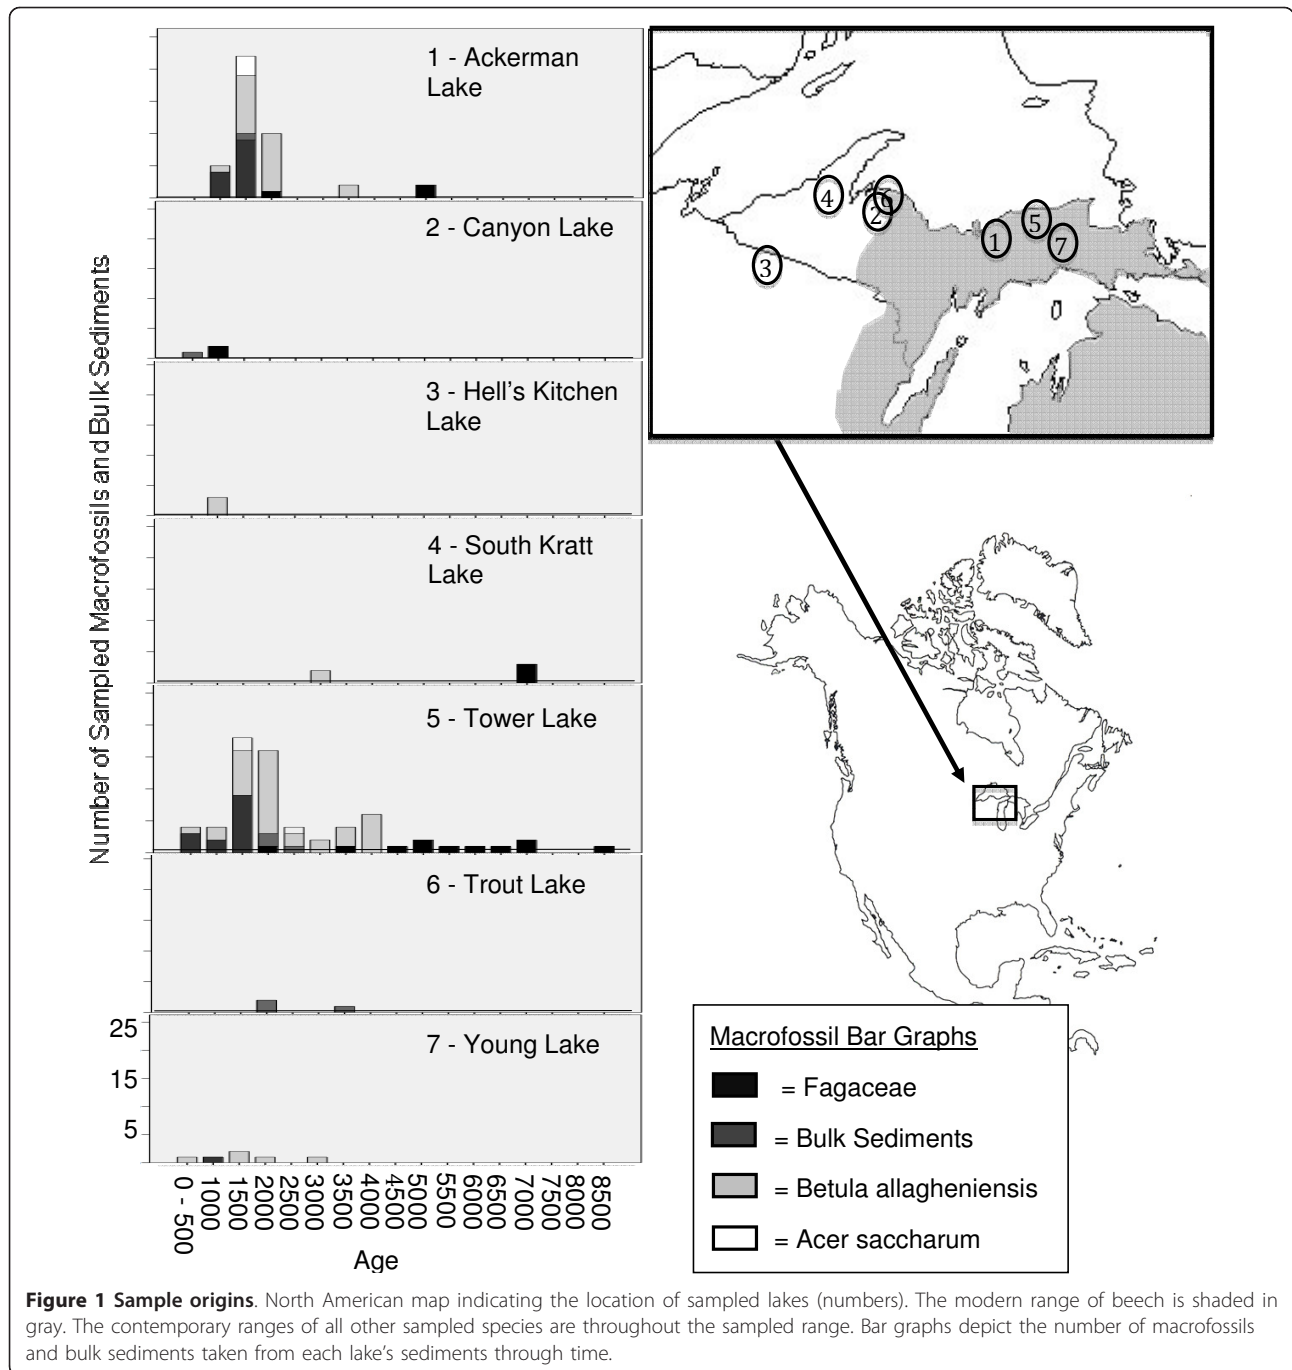 Number of Sampled Macrofossils and Bulk Sediments
1 - Ackerman
Lake
2 - Canyon Lake
3 - Hell's Kitchen
Lake
4 - South Kratt
Lake
5 - Tower Lake
6 - Trout Lake
7 - Young Lake
25
15
5
0 - 500
1000
1500
2000
2500
3000
3500
4000
4500
5000
5500
6000
6500
7000
7500
8000
8500
Age
4
6
2
5
1
7
3
Macrofossil Bar Graphs
= Fagaceae
= Bulk Sediments
= Betula allagheniensis
= Acer saccharum
Figure 1 Sample origins. North American map indicating the location of sampled lakes (numbers). The modern range of beech is shaded in
gray. The contemporary ranges of all other sampled species are throughout the sampled range. Bar graphs depict the number of macrofossils
and bulk sediments taken from each lake's sediments through time.